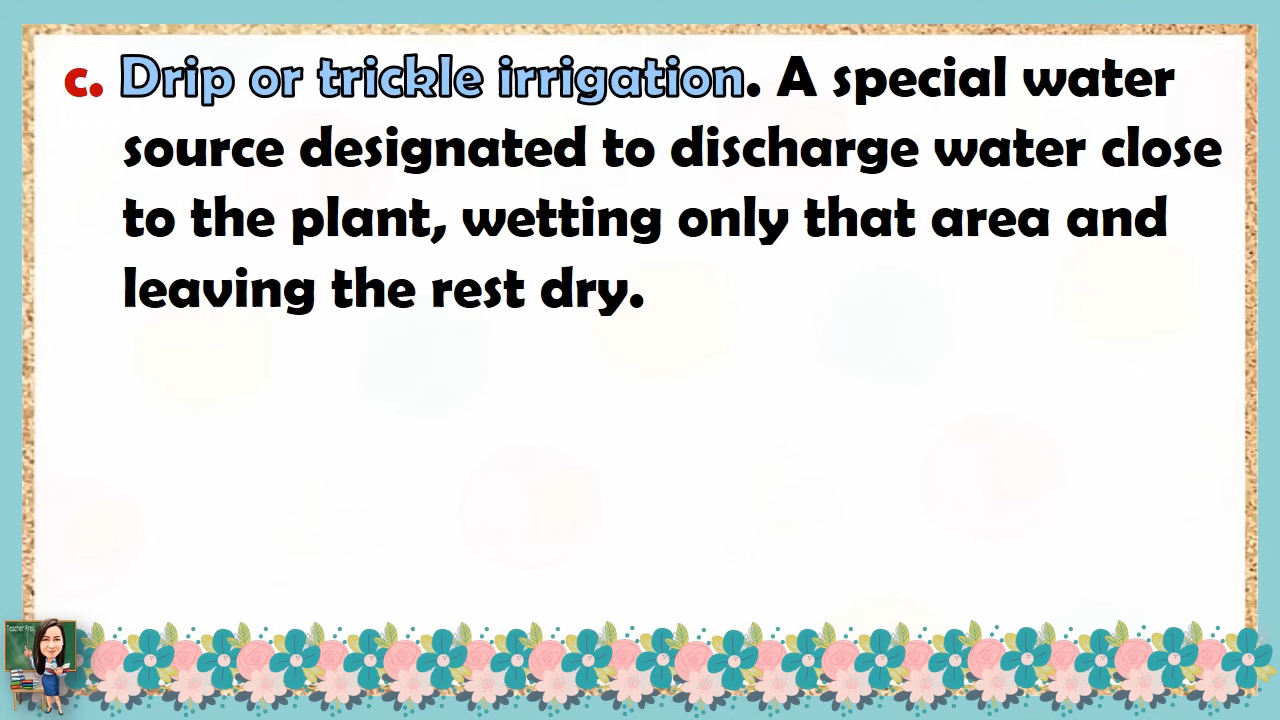 c. Drip or trickle irrigation. A special water
source designated to discharge water close
to the plant, wetting only that area and
leaving the rest dry.